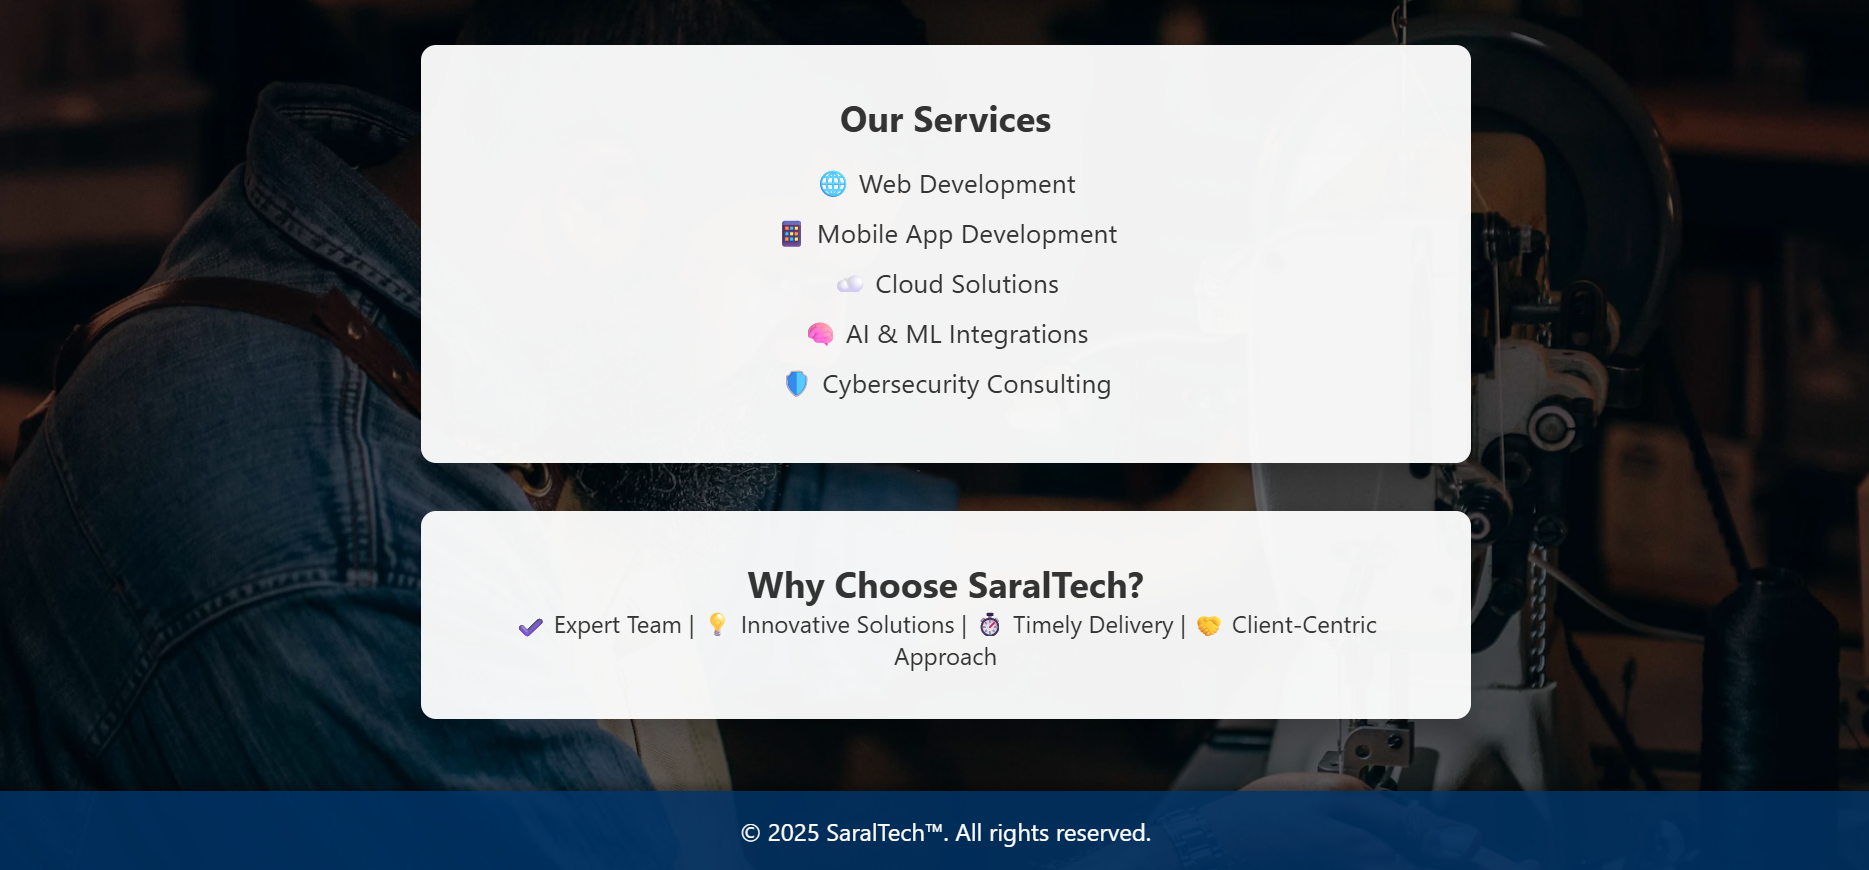 Our Services
🌐 Web Development
📱 Mobile App Development
☁️ Cloud Solutions
🧠 AI & ML Integrations
🛡️ Cybersecurity Consulting
Why Choose SaralTech?
✔️ Expert Team | 💡 Innovative Solutions | ⏱️ Timely Delivery | 🤝 Client-Centric
Approach
© 2025 SaralTech™. All rights reserved.